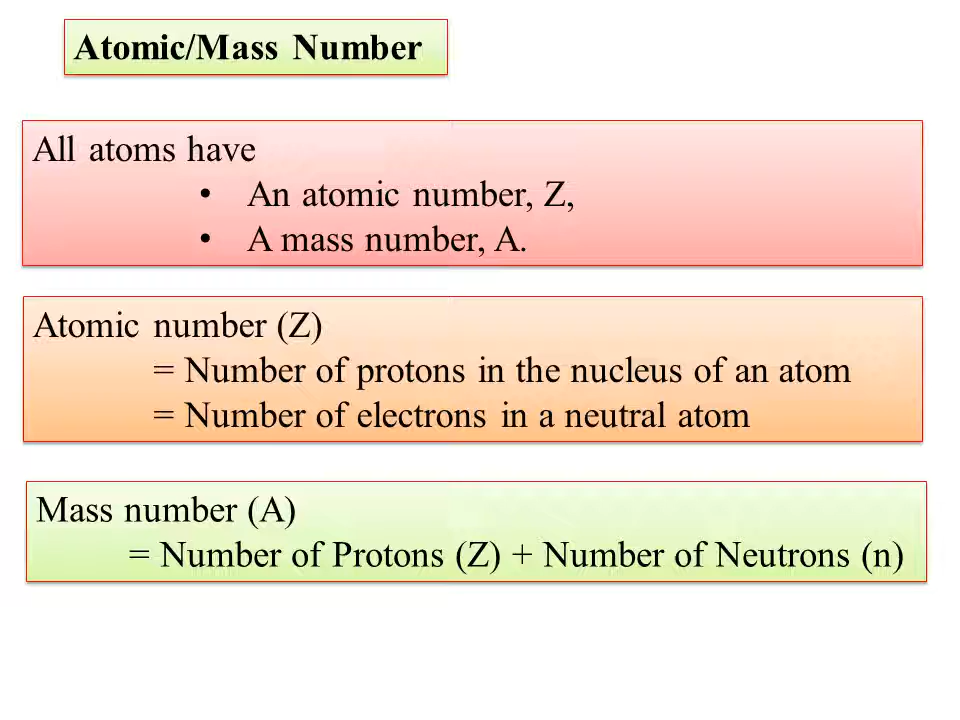 Atomic/Mass Number
All atoms have
• An atomic number, Z,
• A mass number, A.
Atomic number (Z)
= Number of protons in the nucleus of an atom
= Number of electrons in a neutral atom
Mass number (A)
= Number of Protons (Z) + Number of Neutrons (n)